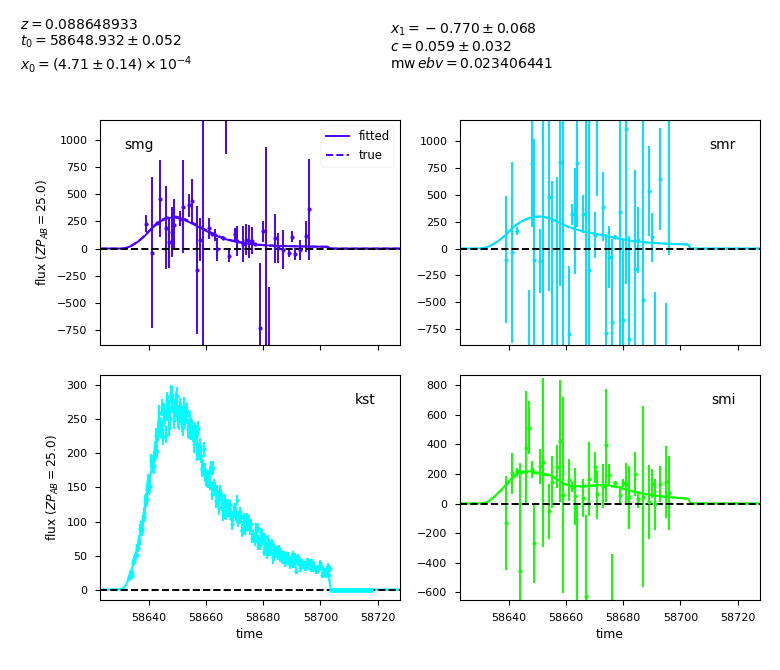 z = 0.088648933
t₀ = 58648.932 ± 0.052
x₀ = (4.71 ± 0.14) × 10⁻⁴
x₁ = −0.770 ± 0.068
c = 0.059 ± 0.032
mw ebv = 0.023406441
smg
fitted
true
1000
750
500
250
0
−250
−500
−750
flux (ZP_AB = 25.0)
smr
1000
750
500
250
0
−250
−500
−750
kst
300
250
200
150
100
50
0
flux (ZP_AB = 25.0)
58640 58660 58680 58700 58720
time
smi
800
600
400
200
0
−200
−400
−600
58640 58660 58680 58700 58720
time